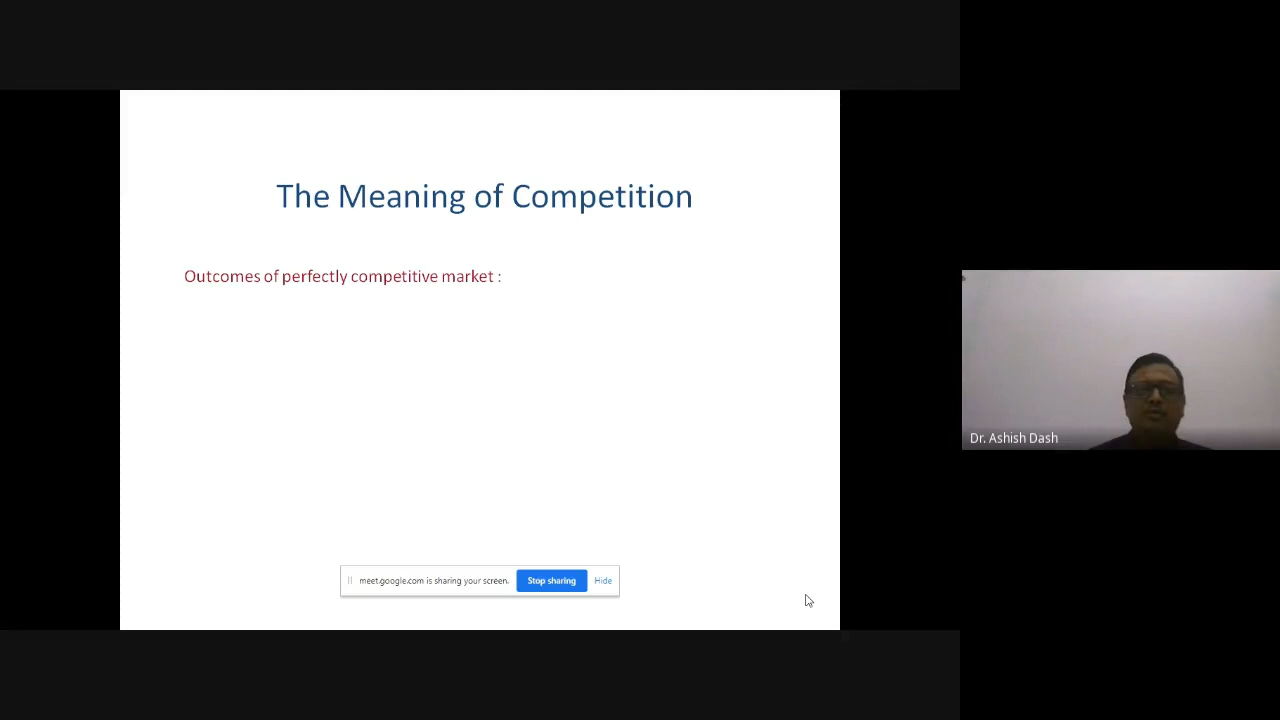 The Meaning of Competition
Outcomes of perfectly competitive market :
meet.google.com is sharing your screen.
Stop sharing
Hide
Dr. Ashish Dash